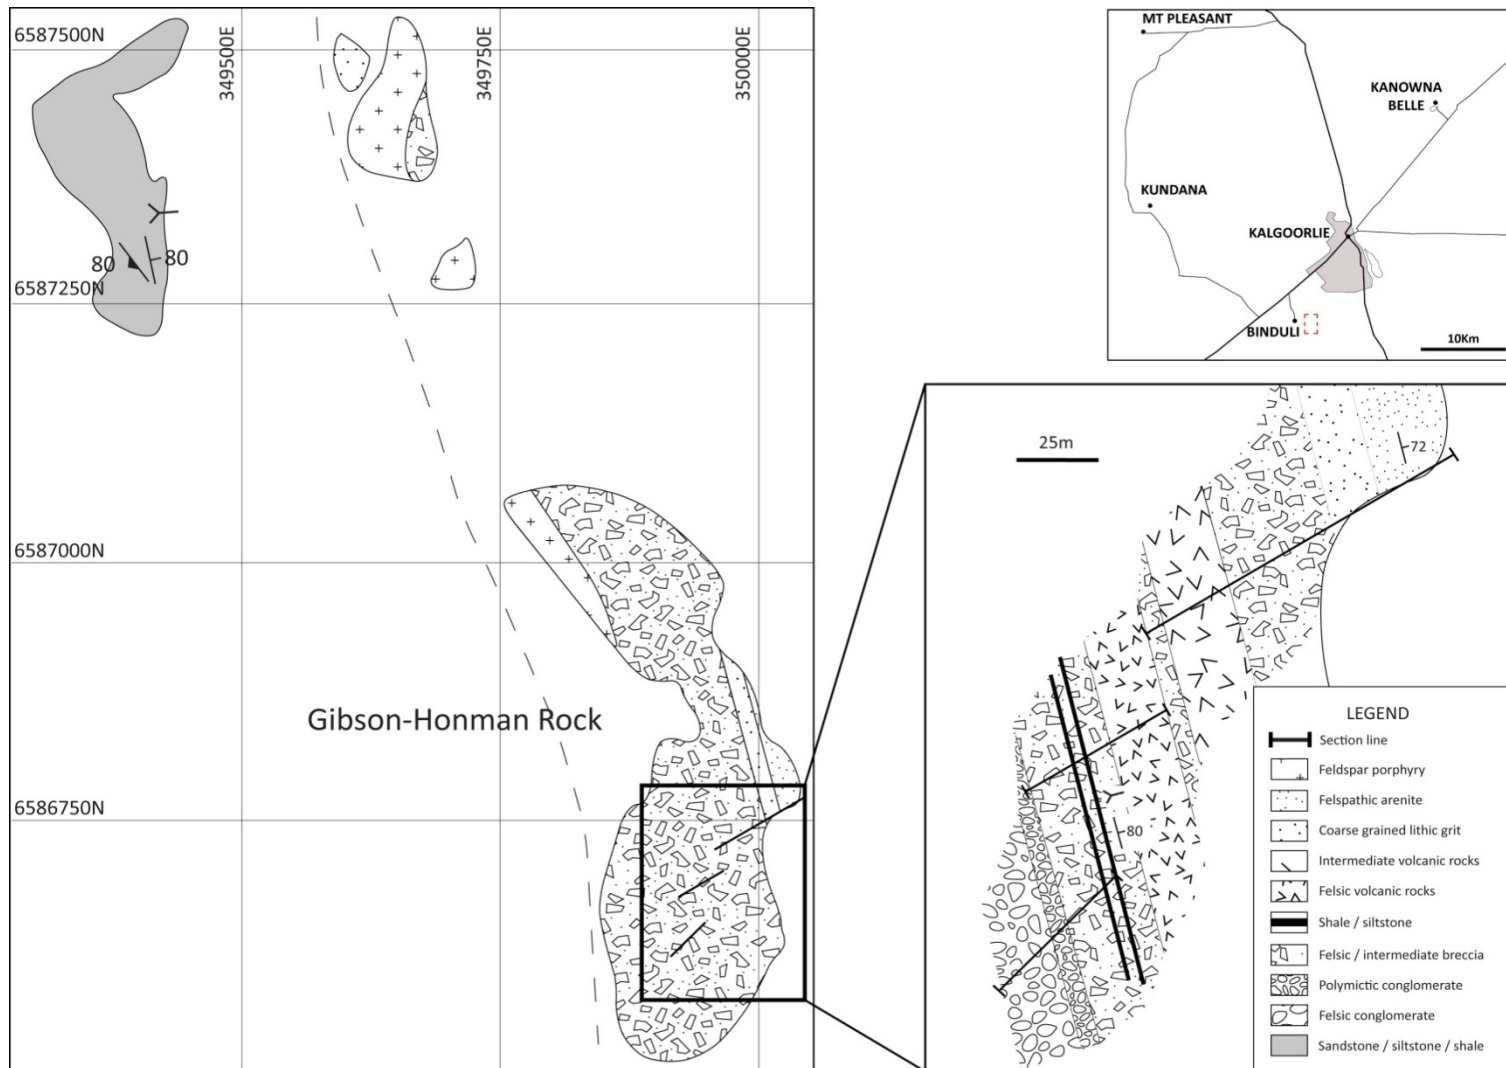 6587500N
349500E
349750E
350000E
80
80
6587250N
6587000N
Gibson-Honman Rock
6586750N
MT PLEASANT
KANOWNA
BELLE
KUNDANA
KALGOORLIE
BINDULI
10Km
25m
72
80
LEGEND
Section line
Feldspar porphyry
Felspathic arenite
Coarse grained lithic grit
Intermediate volcanic rocks
Felsic volcanic rocks
Shale / siltstone
Felsic / intermediate breccia
Polymictic conglomerate
Felsic conglomerate
Sandstone / siltstone / shale